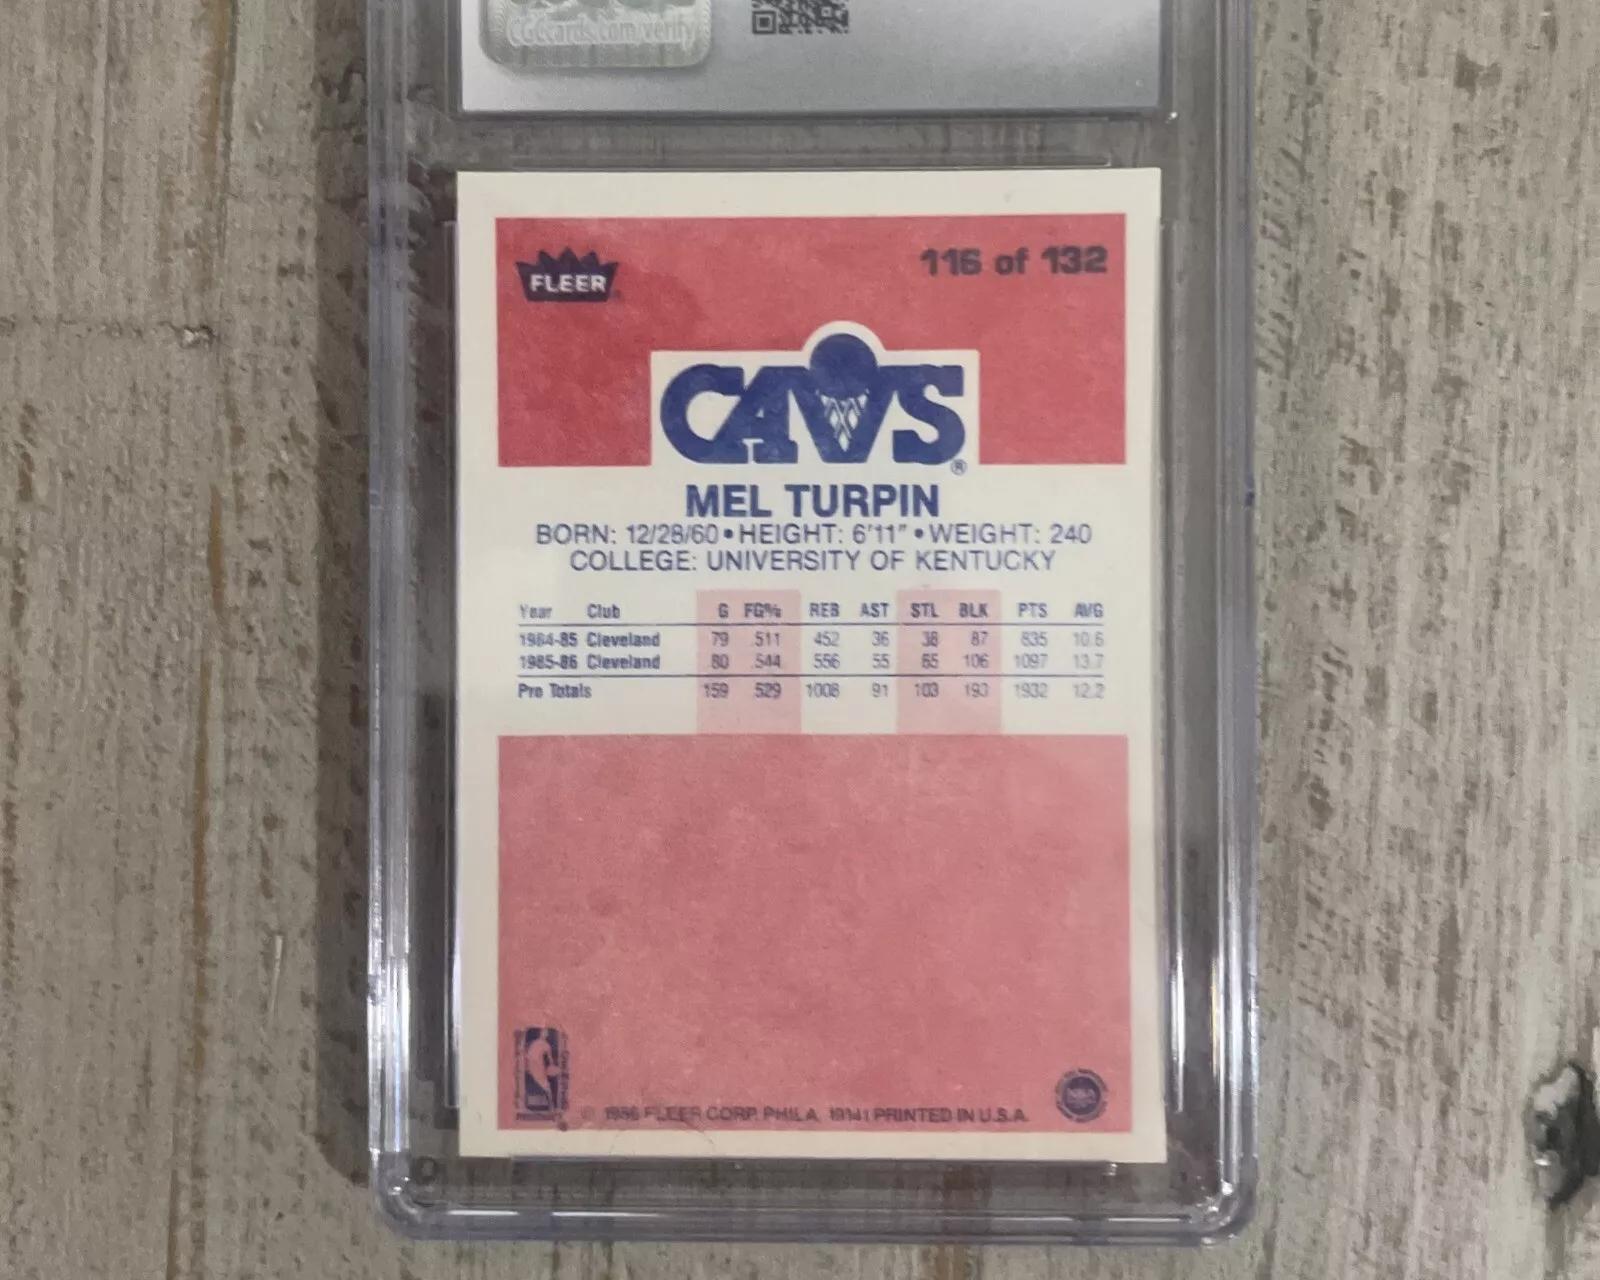 CGCcards.com/verify
FLEER
116 of 132
CAVS®
MEL TURPIN
BORN: 12/28/60 • HEIGHT: 6'11" • WEIGHT: 240
COLLEGE: UNIVERSITY OF KENTUCKY
Year Club G FG% REB AST STL BLK PTS AVG
1984-85 Cleveland 79 .511 452 36 38 87 835 10.6
1985-86 Cleveland 80 .544 556 55 65 106 1097 13.7
Pro Totals 159 .529 1008 91 103 193 1932 12.2
© 1986 FLEER CORP. PHILA. 19141 PRINTED IN U.S.A.